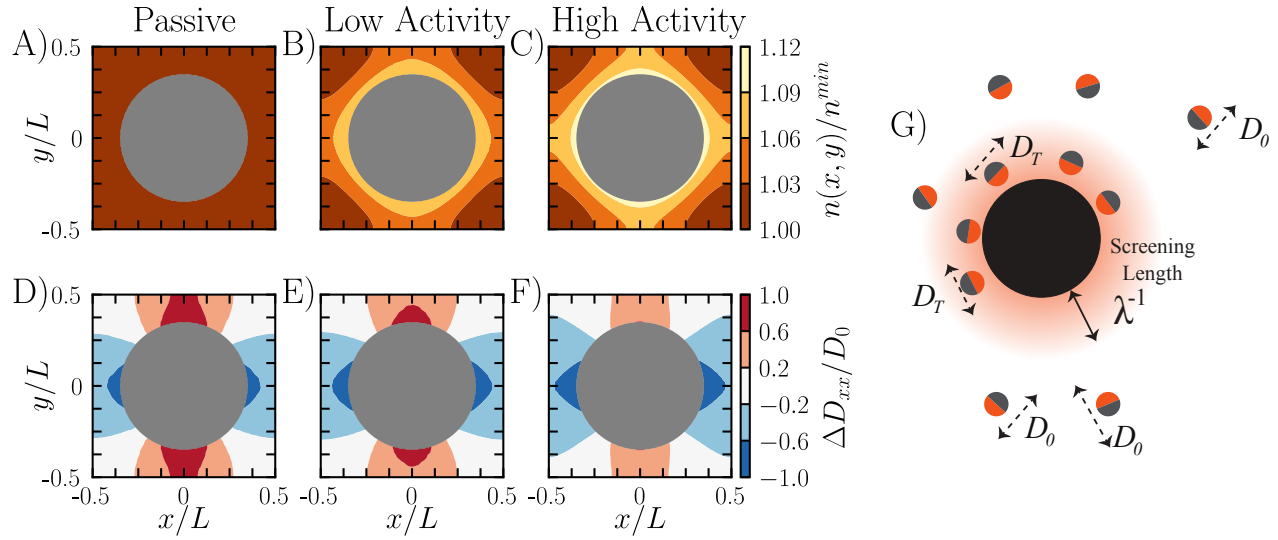 Passive
Low Activity
High Activity
A)
B)
C)
0.5
0
-0.5
y/L
1.12
1.09
1.06
1.03
1.00
n(x, y)/n^{min}
D)
E)
F)
0.5
0
-0.5
y/L
-0.5
0
0.5
x/L
-0.5
0
0.5
x/L
-0.5
0
0.5
x/L
1.0
0.6
0.2
−0.2
−0.6
−1.0
ΔD_{xx}/D_0
G)
D_0
D_T
Screening
Length
D_T
λ^{-1}
D_0
D_0